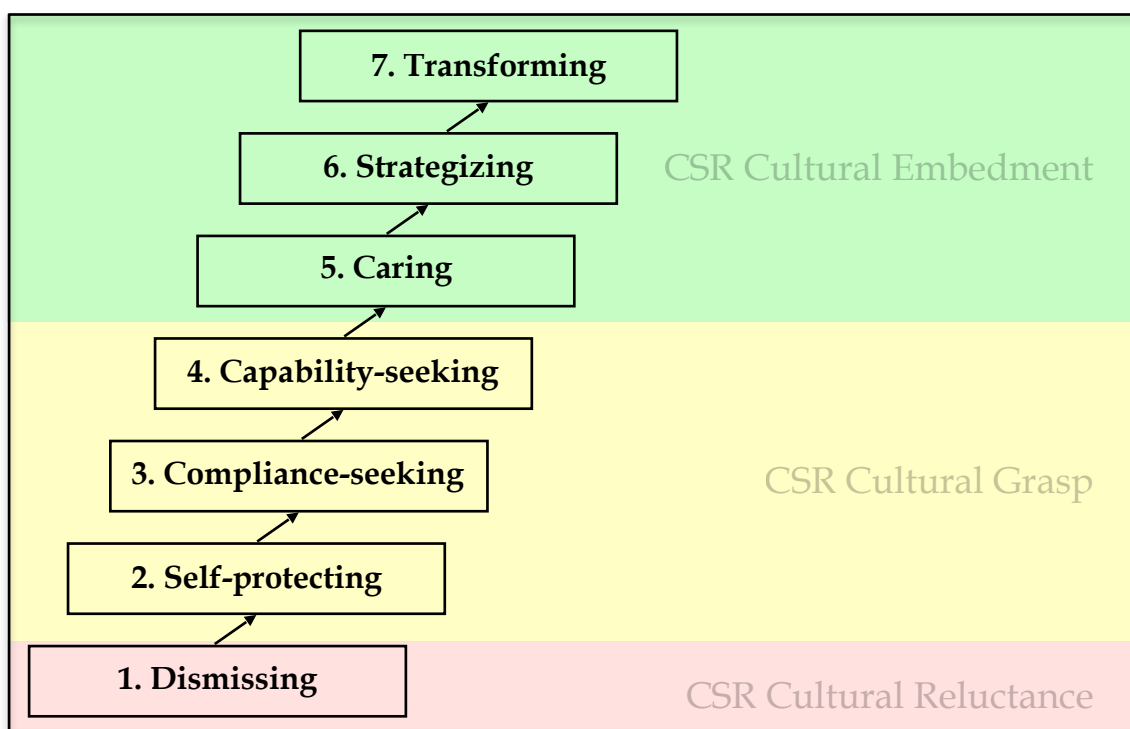 7. Transforming
6. Strategizing
CSR Cultural Embedment
5. Caring
4. Capability-seeking
3. Compliance-seeking
CSR Cultural Grasp
2. Self-protecting
1. Dismissing
CSR Cultural Reluctance